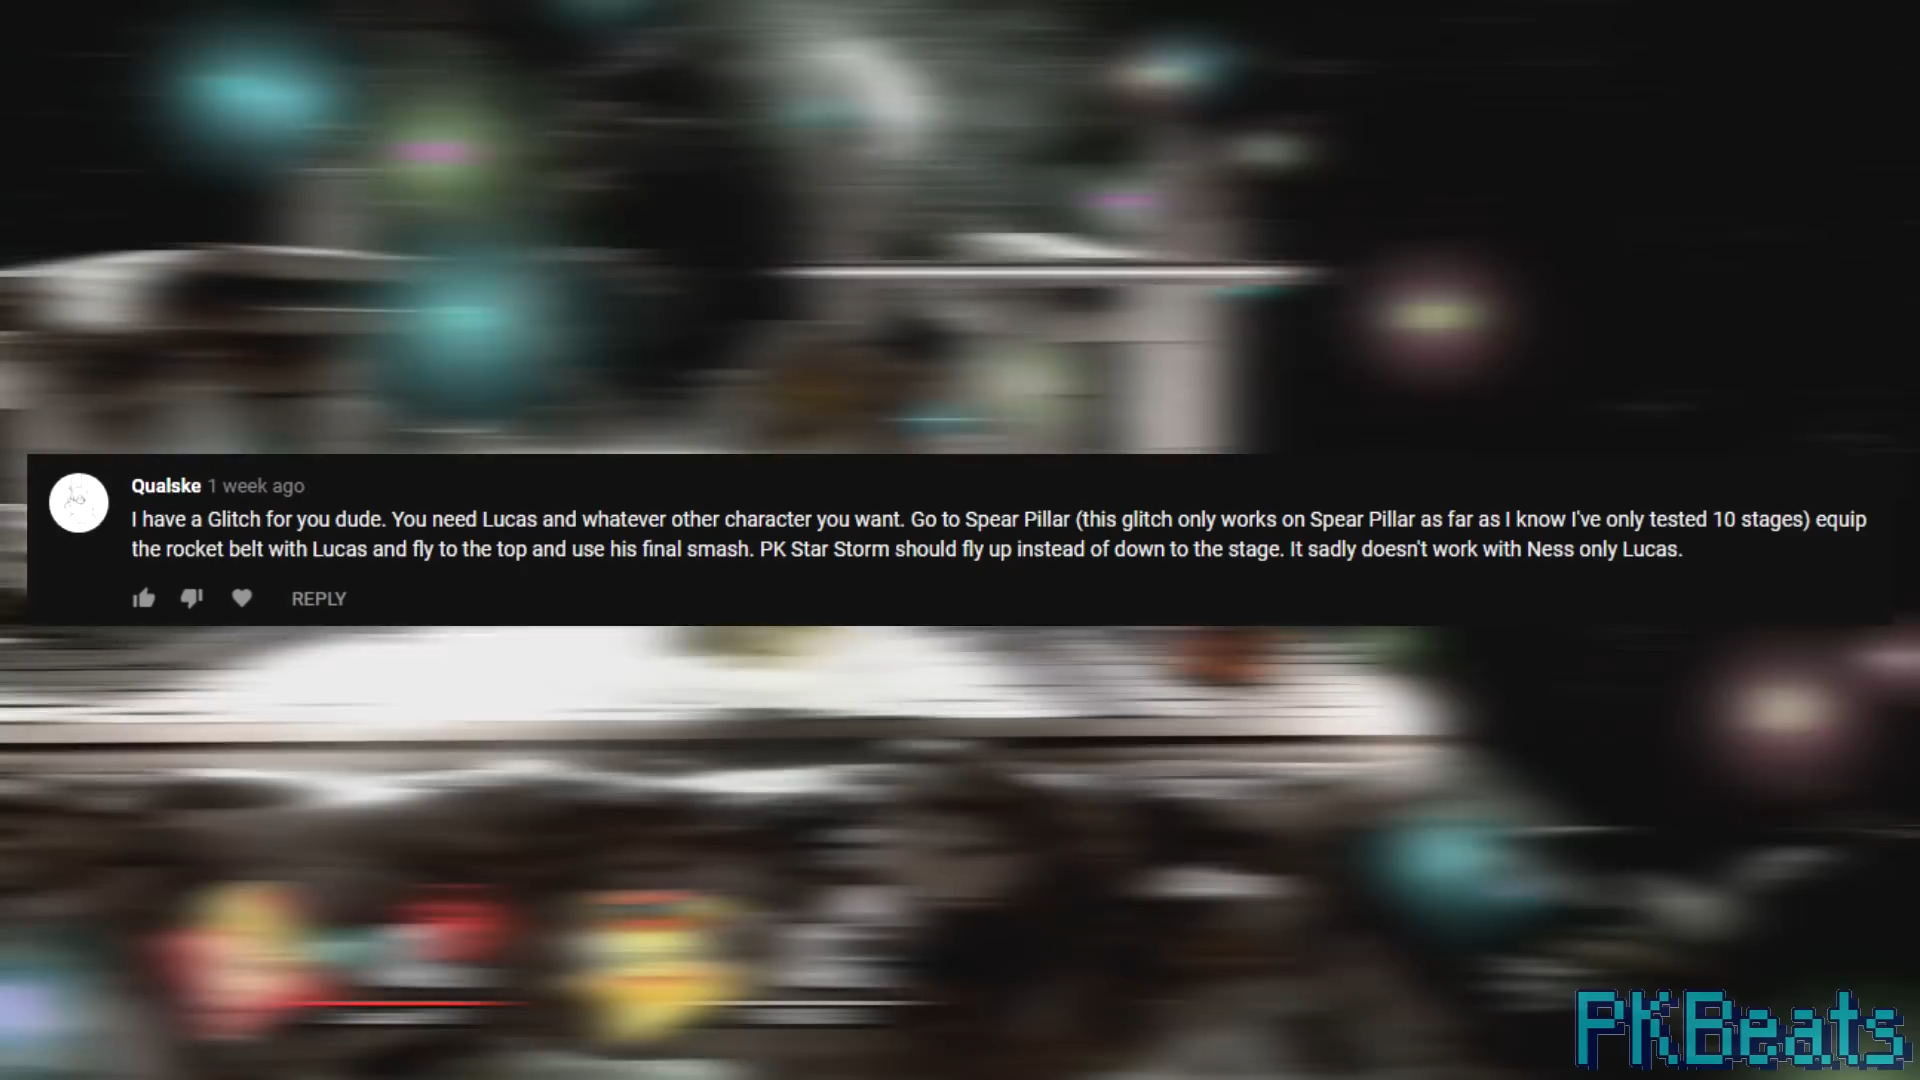 Qualske 1 week ago
I have a Glitch for you dude. You need Lucas and whatever other character you want. Go to Spear Pillar (this glitch only works on Spear Pillar as far as I know I've only tested 10 stages) equip
the rocket belt with Lucas and fly to the top and use his final smash. PK Star Storm should fly up instead of down to the stage. It sadly doesn't work with Ness only Lucas.
REPLY
PKBeats